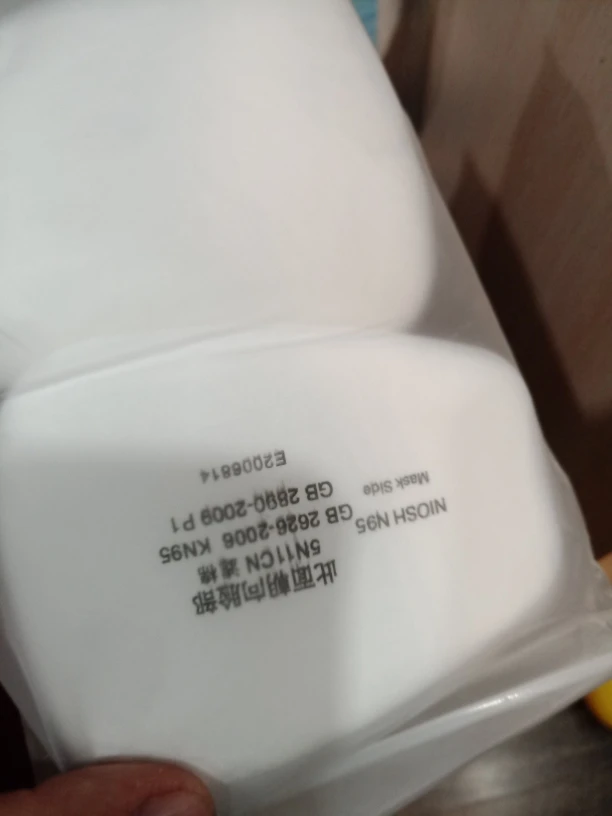 NIOSH N95
Mask Side
此面朝向脸部
5N11CN 滤棉
GB 2626-2006 KN95
GB 2890-2009 P1
E2006814